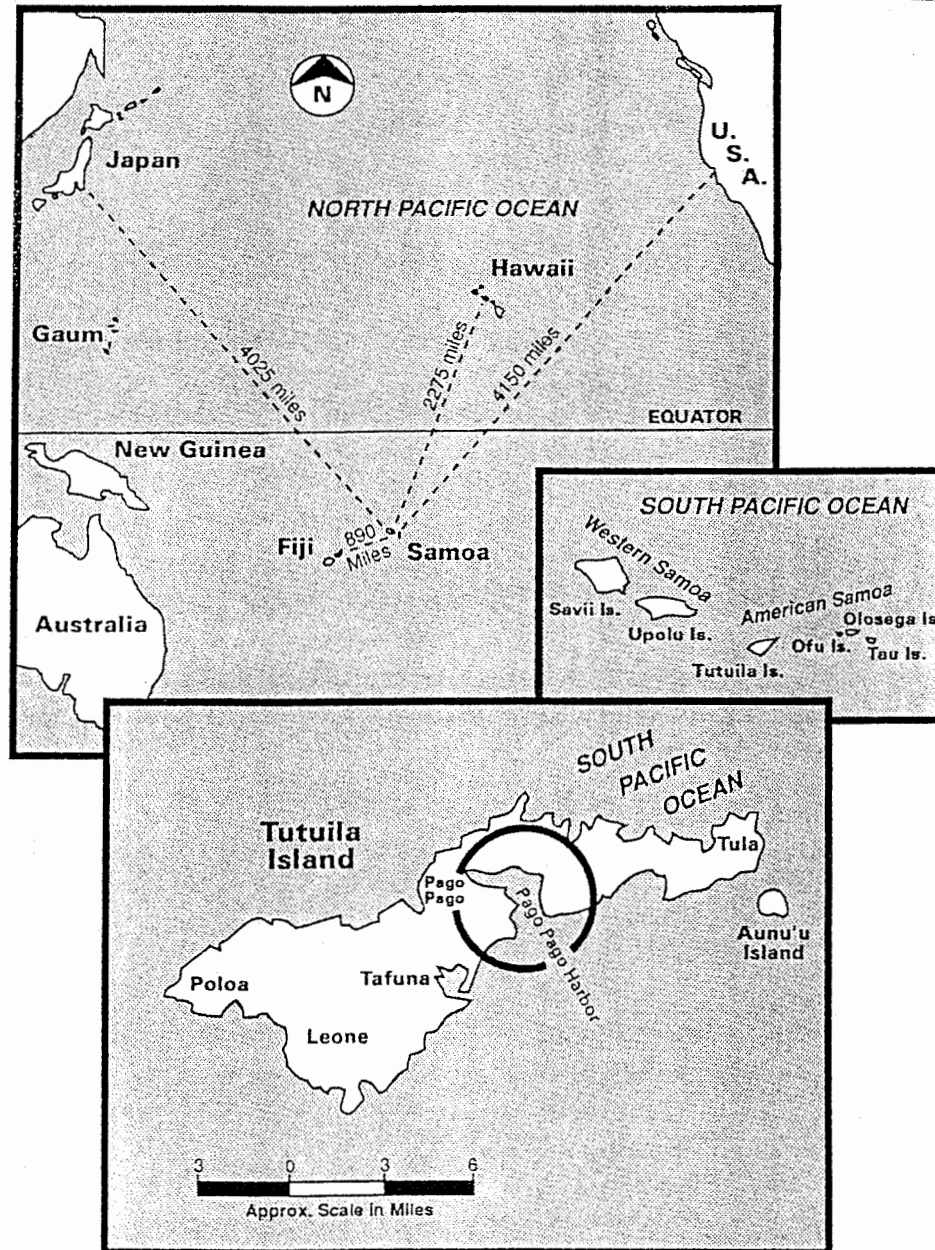 N
Japan
U.
S.
A.
NORTH PACIFIC OCEAN
Hawaii
Gaum
4025 miles
2275 miles
4150 miles
EQUATOR
New Guinea
Fiji
890
Miles
Samoa
Australia
SOUTH PACIFIC OCEAN
Western Samoa
Savii Is.
Upolu Is.
American Samoa
Olosega Is
Ofu Is.
Tau Is.
Tutuila Is.
SOUTH
PACIFIC
OCEAN
Tutuila
Island
Tula
Pago
Pago
Pago Pago Harbor
Aunu'u
Island
Tafuna
Poloa
Leone
3 0 3 6
Approx. Scale in Miles